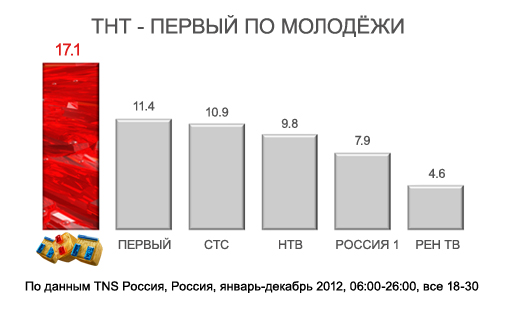 ТНТ - ПЕРВЫЙ ПО МОЛОДЁЖИ
17.1
11.4
10.9
9.8
7.9
4.6
ПЕРВЫЙ
СТС
НТВ
РОССИЯ 1
РЕН ТВ
По данным TNS Россия, Россия, январь-декабрь 2012, 06:00-26:00, все 18-30